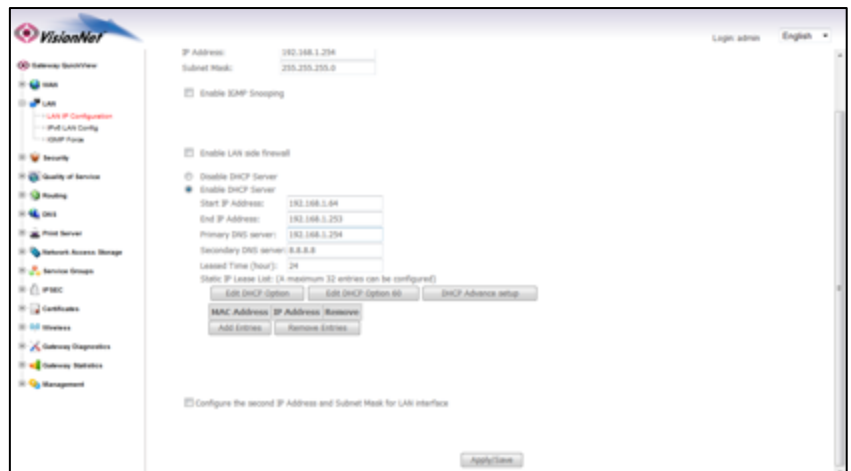 VisionNet
Login: admin
English
Gateway QuickView
WAN
LAN
LAN IP Configuration
IPv6 LAN Config
IGMP Force
Security
Quality of Service
Routing
DNS
Print Server
Network Access Storage
Service Groups
IPSEC
Certificates
Wireless
Gateway Diagnostics
Gateway Statistics
Management
IP Address: 192.168.1.254
Subnet Mask: 255.255.255.0
Enable IGMP Snooping
Enable LAN side firewall
Disable DHCP Server
Enable DHCP Server
Start IP Address: 192.168.1.64
End IP Address: 192.168.1.253
Primary DNS server: 192.168.1.254
Secondary DNS server: 8.8.8.8
Leased Time (hour): 24
Static IP Lease List: (A maximum 32 entries can be configured)
Edit DHCP Option Edit DHCP Option 60 DHCP Advance setup
MAC Address IP Address Remove
Add Entries Remove Entries
Configure the second IP Address and Subnet Mask for LAN interface
Apply/Save